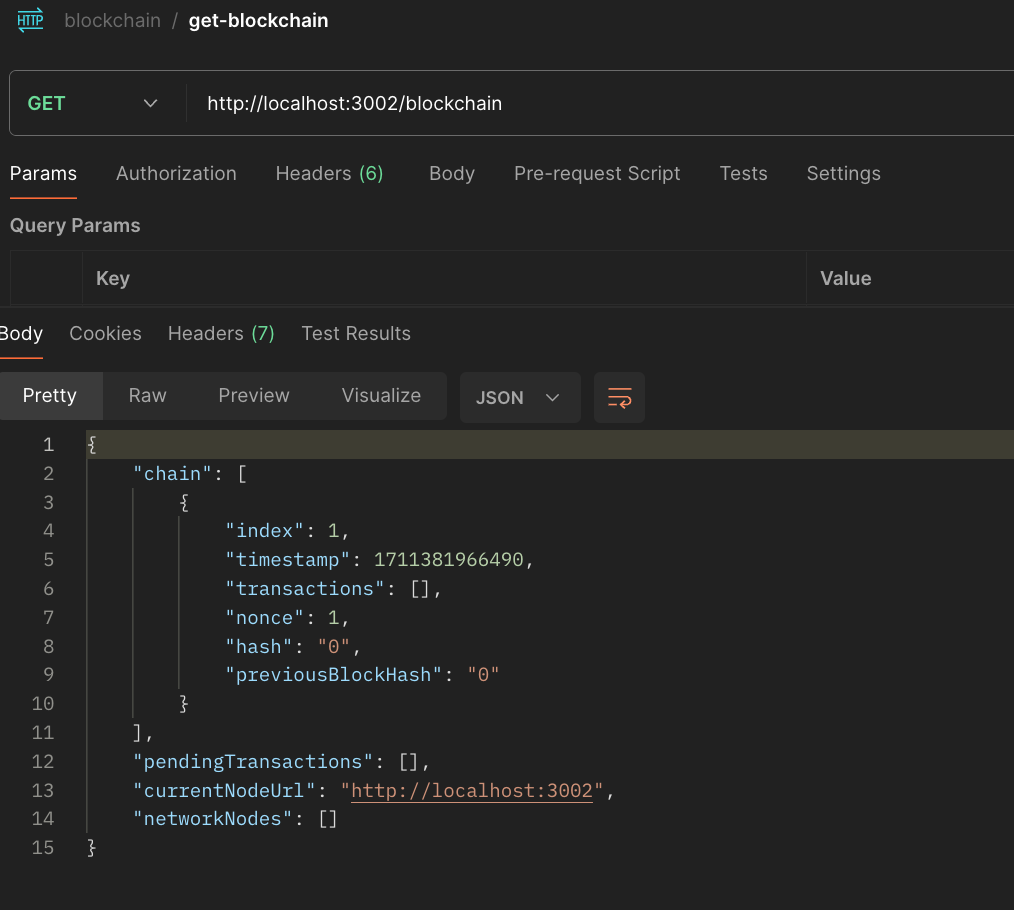 HTTP blockchain / get-blockchain
GET http://localhost:3002/blockchain
Params Authorization Headers (6) Body Pre-request Script Tests Settings
Query Params
Key Value
Body Cookies Headers (7) Test Results
Pretty Raw Preview Visualize JSON
1 {
2 "chain": [
3 {
4 "index": 1,
5 "timestamp": 1711381966490,
6 "transactions": [],
7 "nonce": 1,
8 "hash": "0",
9 "previousBlockHash": "0"
10 }
11 ],
12 "pendingTransactions": [],
13 "currentNodeUrl": "http://localhost:3002",
14 "networkNodes": []
15 }